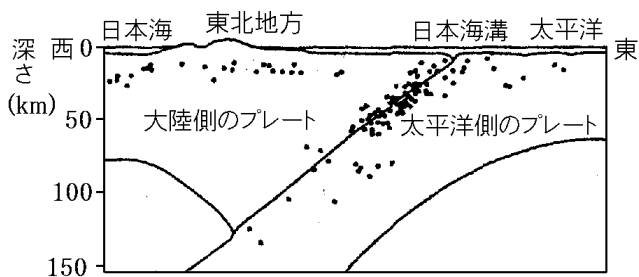 日本海 東北地方 日本海溝 太平洋
深さ(km) 西 0 東
50
大陸側のプレート 太平洋側のプレート
100
150